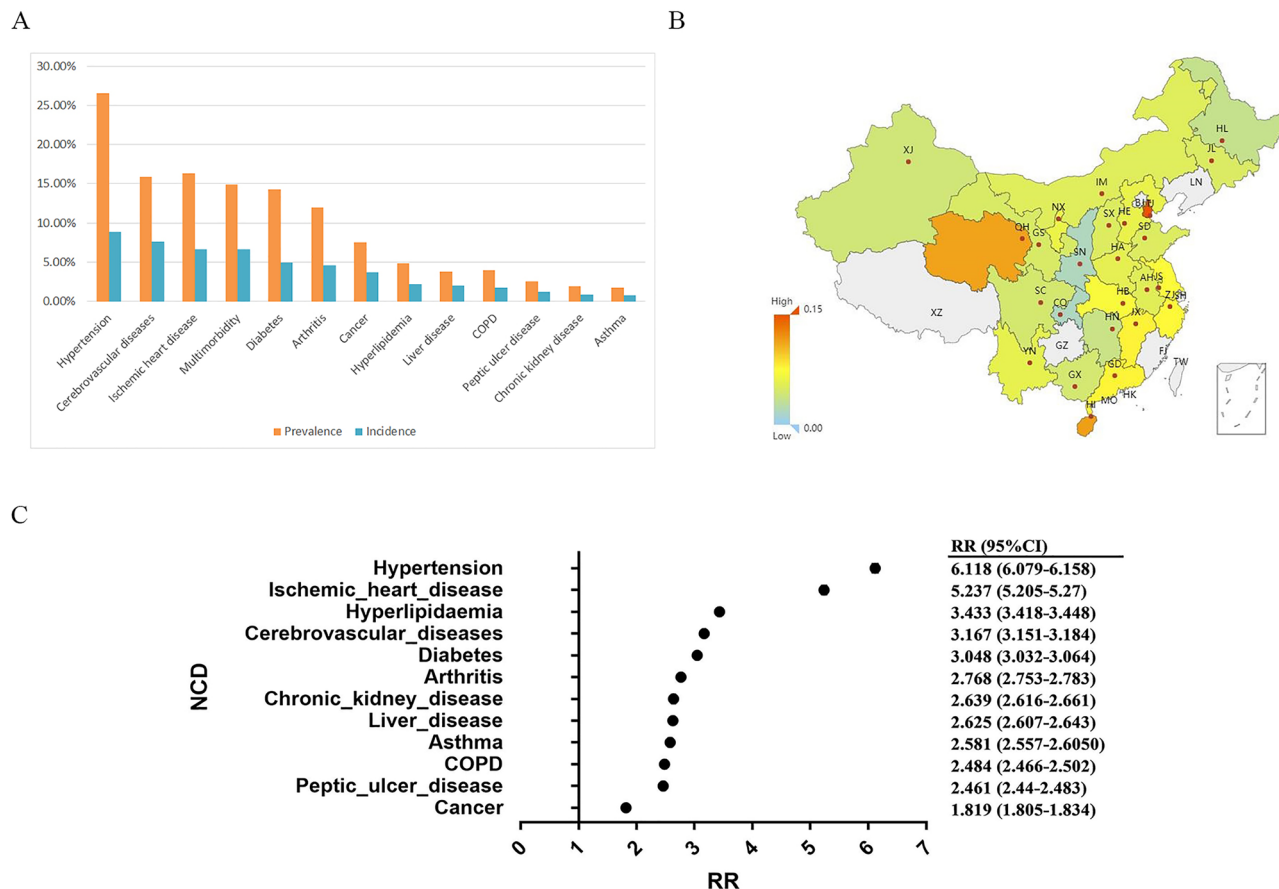 A
30.00%
25.00%
20.00%
15.00%
10.00%
5.00%
0.00%
Hypertension
Cerebrovascular diseases
Ischemic heart disease
Multimorbidity
Diabetes
Arthritis
Cancer
Hyperlipidemia
Liver disease
COPD
Peptic ulcer disease
Chronic kidney disease
Asthma
Prevalence
Incidence
B
HL
XJ
JL
IM
LN
BJ
NX
SX
HE
QH
GS
SD
SN
HA
SC
AH
JS
HB
ZJ
SH
CQ
XZ
HN
JX
GZ
FJ
YN
TW
GX
GD
MO
HK
HI
High
0.15
0.00
Low
C
NCD
RR (95%CI)
Hypertension 6.118 (6.079-6.158)
Ischemic_heart_disease 5.237 (5.205-5.27)
Hyperlipidaemia 3.433 (3.418-3.448)
Cerebrovascular_diseases 3.167 (3.151-3.184)
Diabetes 3.048 (3.032-3.064)
Arthritis 2.768 (2.753-2.783)
Chronic_kidney_disease 2.639 (2.616-2.661)
Liver_disease 2.625 (2.607-2.643)
Asthma 2.581 (2.557-2.6050)
COPD 2.484 (2.466-2.502)
Peptic_ulcer_disease 2.461 (2.44-2.483)
Cancer 1.819 (1.805-1.834)
0 1 2 3 4 5 6 7
RR